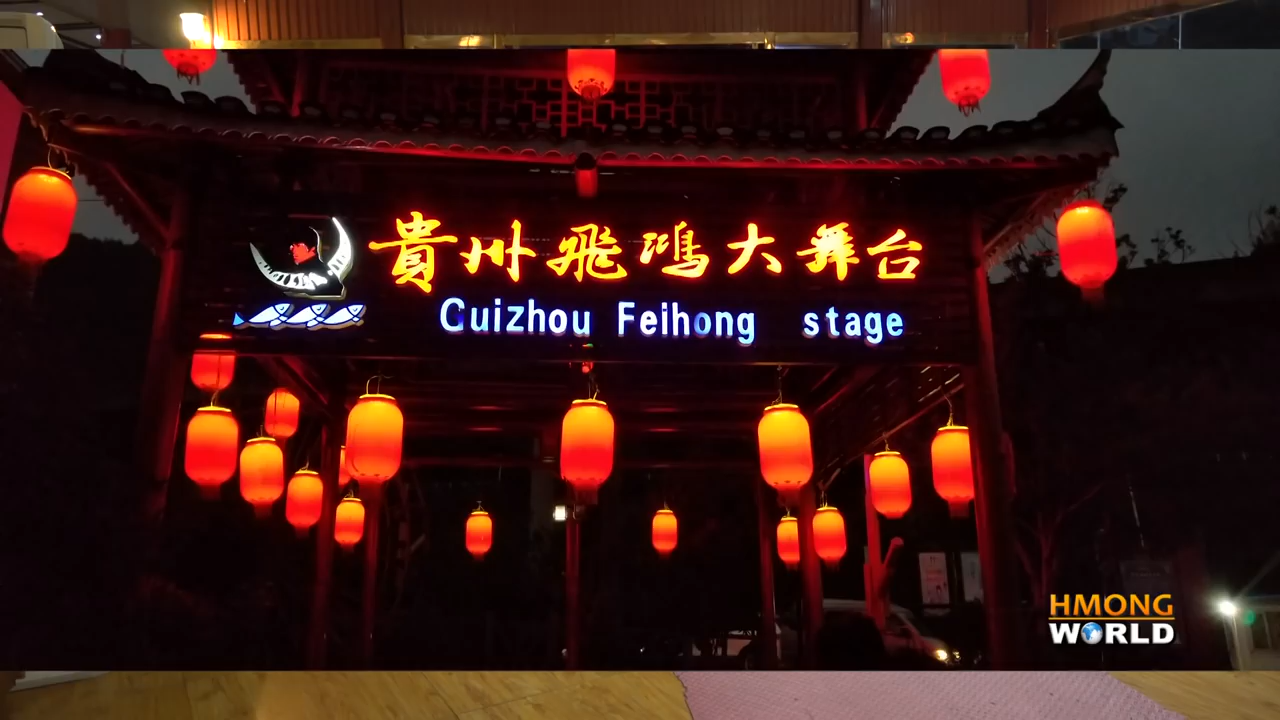 貴州飛鴻大舞台
Guizhou Feihong stage
HMONG
WORLD